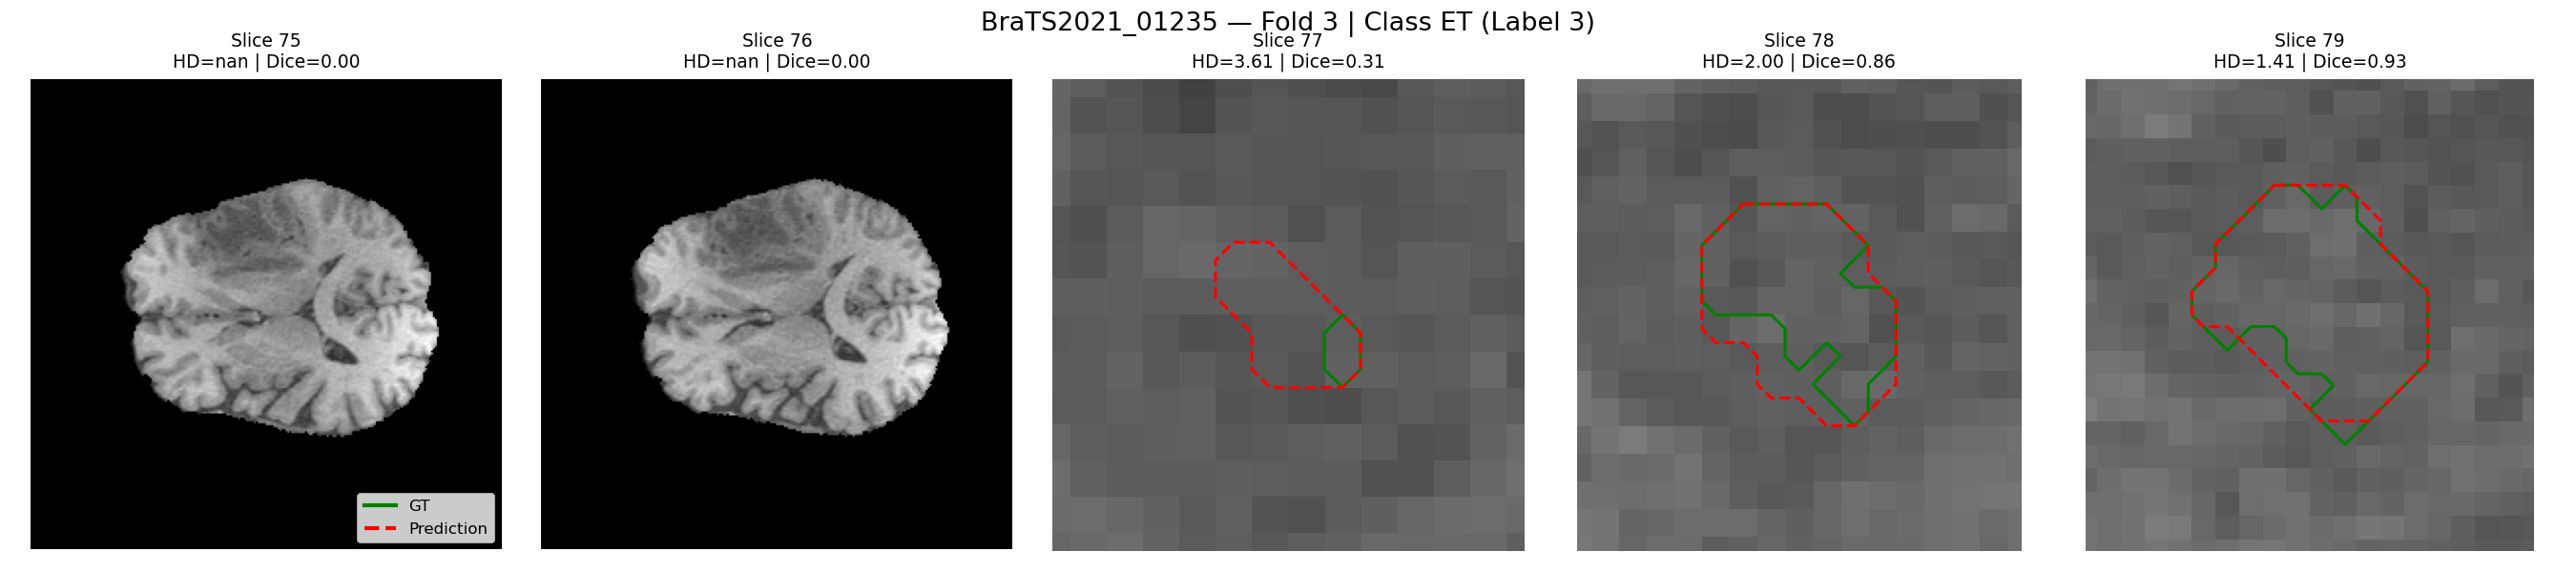 BraTS2021_01235 — Fold 3 | Class ET (Label 3)
Slice 75
HD=nan | Dice=0.00
Slice 76
HD=nan | Dice=0.00
Slice 77
HD=3.61 | Dice=0.31
Slice 78
HD=2.00 | Dice=0.86
Slice 79
HD=1.41 | Dice=0.93
GT
Prediction